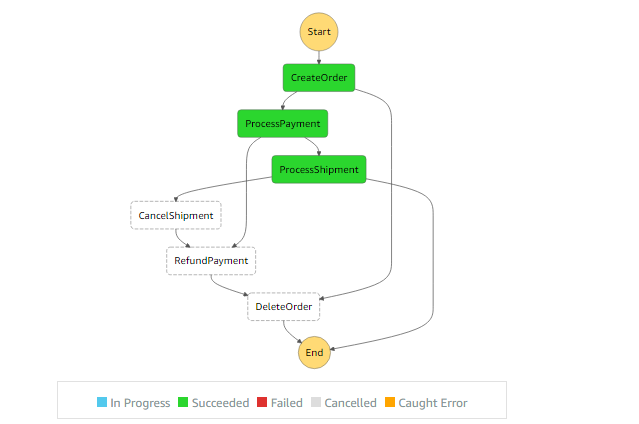 Start
CreateOrder
ProcessPayment
ProcessShipment
CancelShipment
RefundPayment
DeleteOrder
End
In Progress Succeeded Failed Cancelled Caught Error